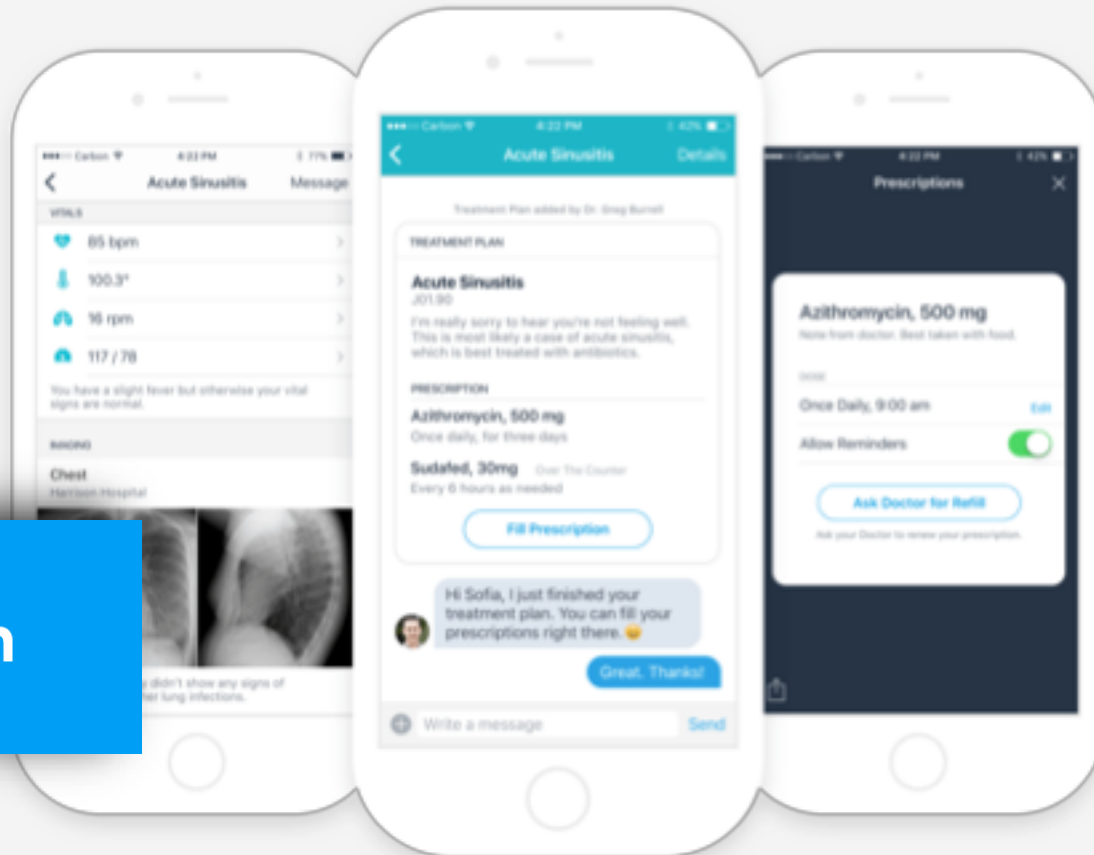 Carbon 4:22 PM 77%
Acute Sinusitis Message
VITALS
85 bpm
100.3°
16 rpm
117 / 78
You have a slight fever but otherwise your vital
signs are normal.
IMAGING
Chest
Harrison Hospital
didn't show any signs of
lung infections.
n
Carbon 4:22 PM 42%
Acute Sinusitis Details
Treatment Plan added by Dr. Greg Burrell
TREATMENT PLAN
Acute Sinusitis
J01.90
I'm really sorry to hear you're not feeling well.
This is most likely a case of acute sinusitis,
which is best treated with antibiotics.
PRESCRIPTION
Azithromycin, 500 mg
Once daily, for three days
Sudafed, 30mg Over The Counter
Every 6 hours as needed
Fill Prescription
Hi Sofia, I just finished your
treatment plan. You can fill your
prescriptions right there. 😄
Great. Thanks!
Write a message Send
Carbon 4:22 PM 42%
Prescriptions
Azithromycin, 500 mg
Note from doctor: Best taken with food.
DOSE
Once Daily, 9:00 am Edit
Allow Reminders
Ask Doctor for Refill
Ask your Doctor to renew your prescription.